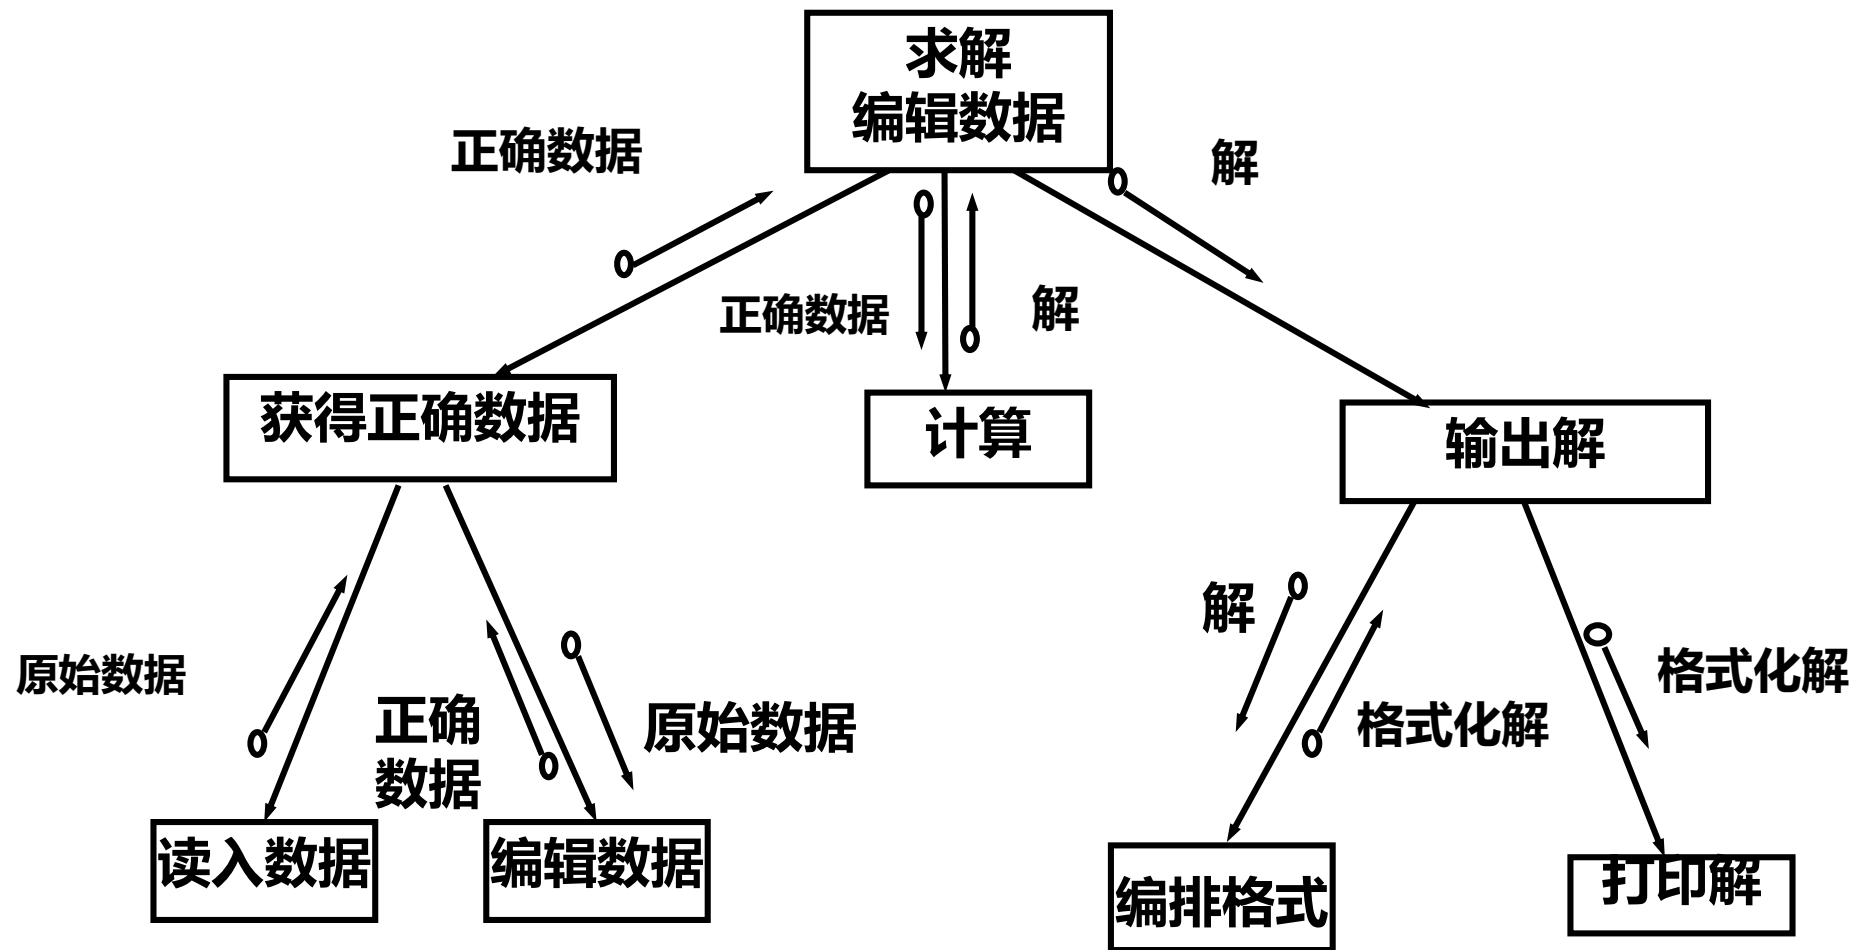 求解
编辑数据
正确数据
解
正确数据
解
获得正确数据
计算
输出解
解
原始数据
正确
数据
原始数据
格式化解
格式化解
读入数据
编辑数据
编排格式
打印解